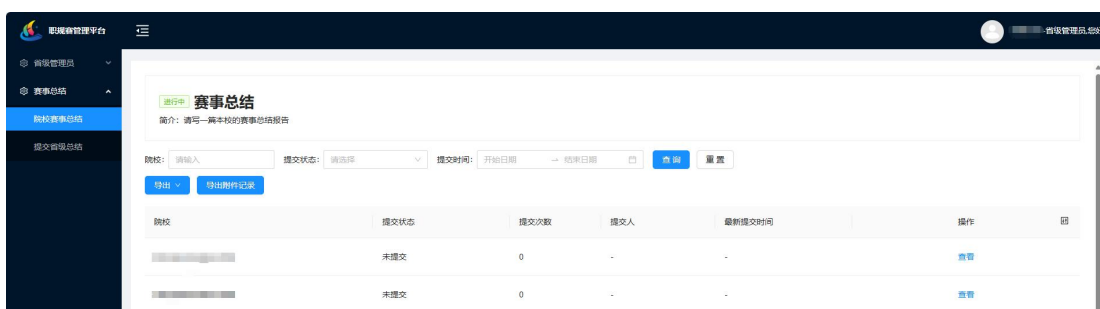 职规赛管理平台
-省级管理员,您好
省级管理员
赛事总结
院校赛事总结
提交省级总结
进行中 赛事总结
简介：请写一篇本校的赛事总结报告
院校： 请输入 提交状态： 请选择 提交时间： 开始日期 → 结束日期 查询 重置
导出 导出附件记录
院校 提交状态 提交次数 提交人 最新提交时间 操作
未提交 0 - - 查看
未提交 0 - - 查看